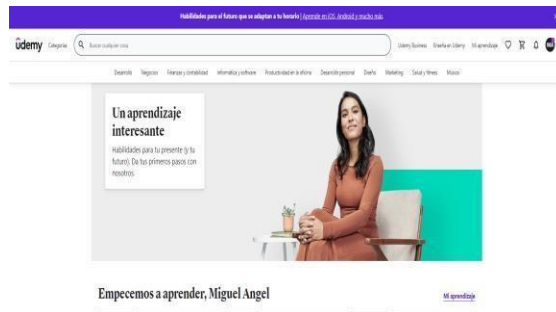 Habilidades para el futuro que se adaptan a tu horario | Aprende en iOS, Android y mucho más.
ûdemy Categorías Buscar cualquier cosa Udemy Business Enseña en Udemy Mi aprendizaje
Desarrollo Negocios Finanzas y contabilidad Informática y software Productividad en la oficina Desarrollo personal Diseño Marketing Salud y fitness Música
Un aprendizaje
interesante
Habilidades para tu presente (y tu
futuro). Da tus primeros pasos con
nosotros.
Empecemos a aprender, Miguel Angel
Mi aprendizaje